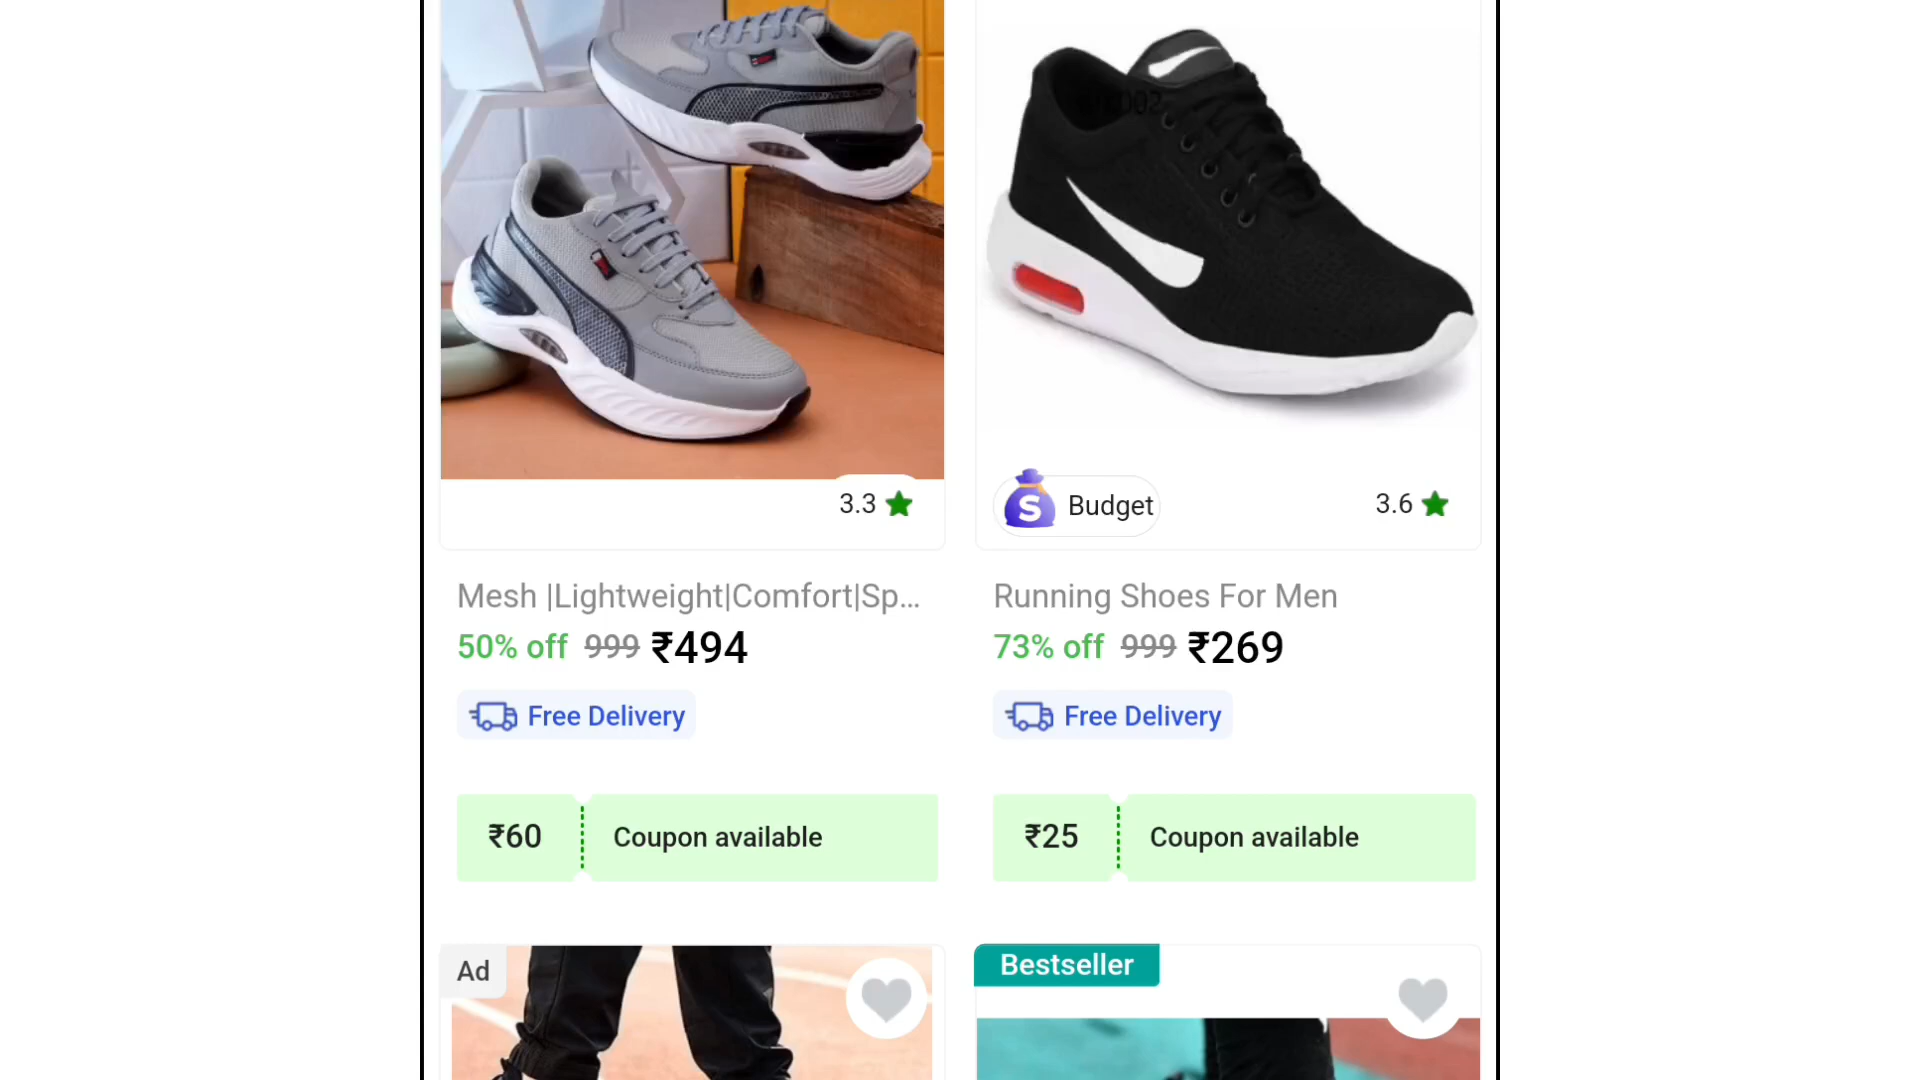 3.3
Budget
3.6
Mesh |Lightweight|Comfort|Sp...
50% off 999 ₹494
Free Delivery
₹60 Coupon available
Running Shoes For Men
73% off 999 ₹269
Free Delivery
₹25 Coupon available
Ad
Bestseller